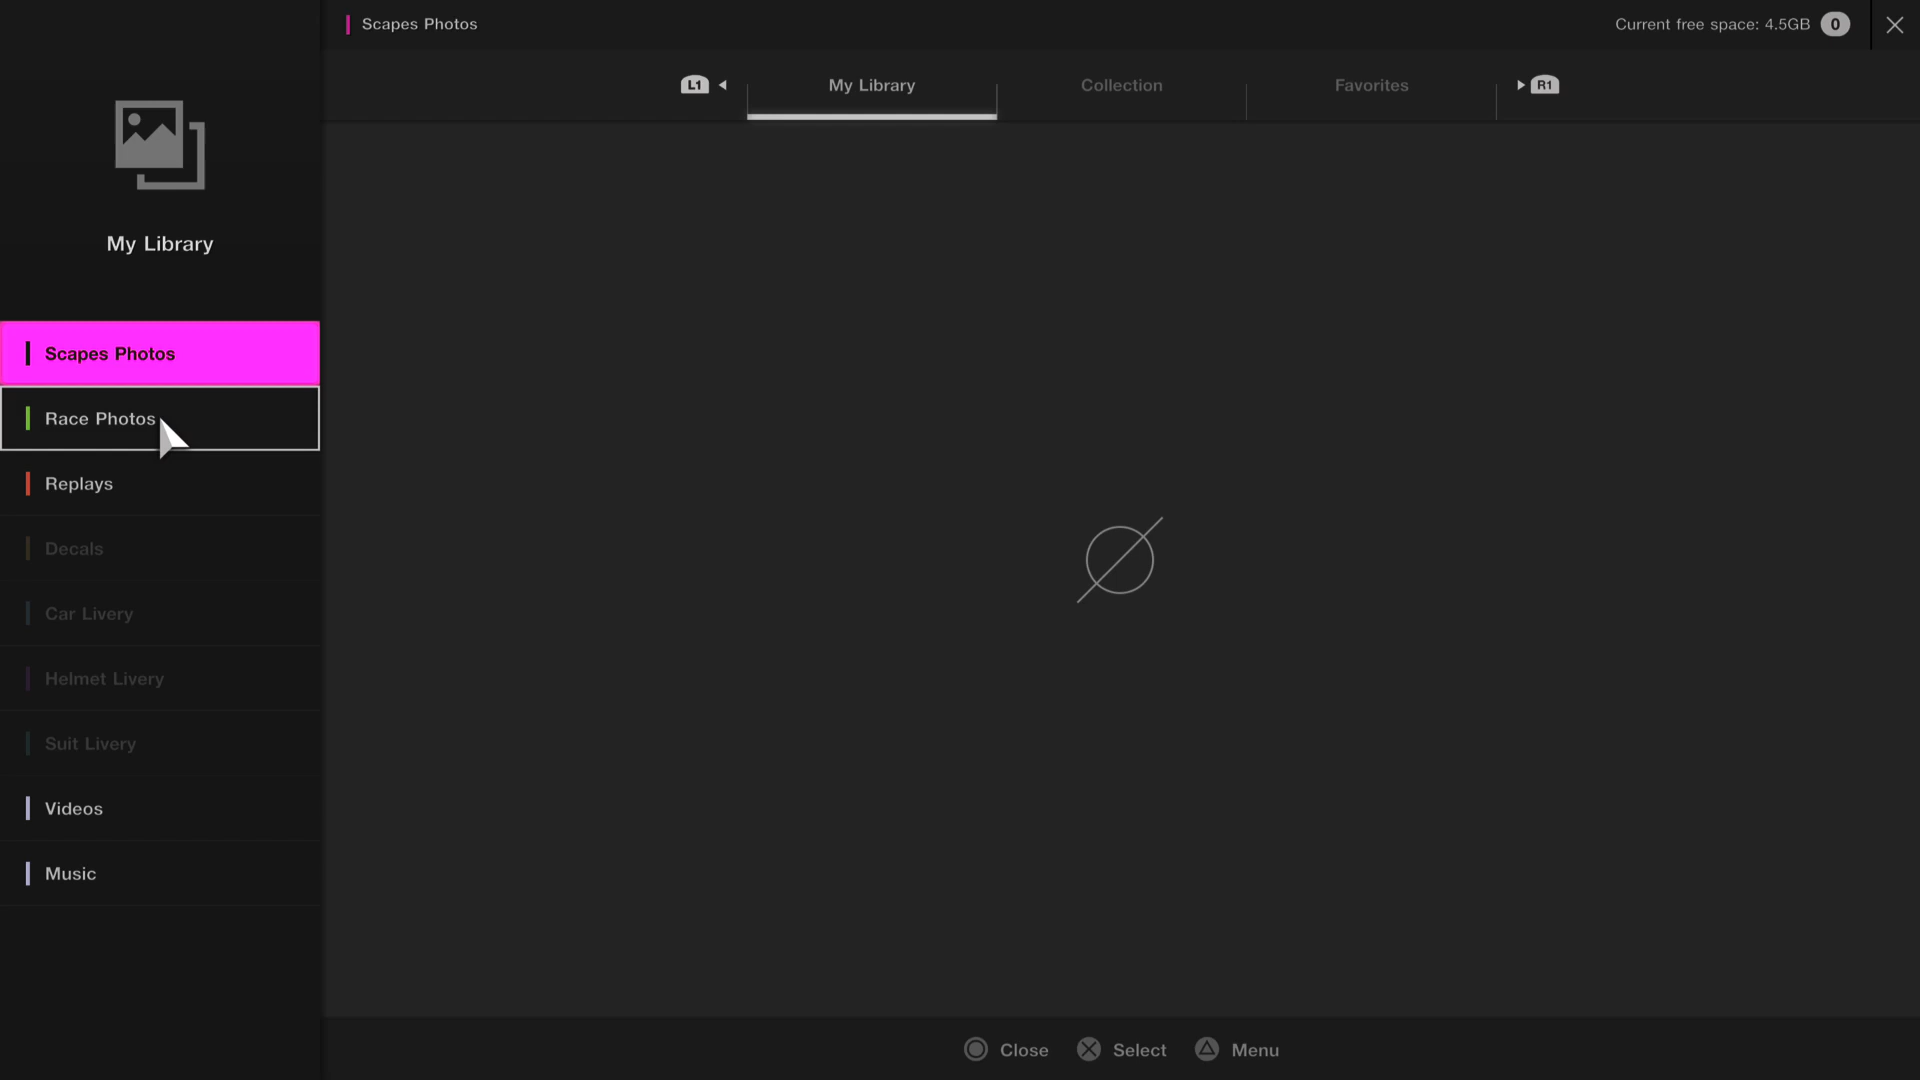 Scapes Photos
Current free space: 4.5GB 0
L1 My Library Collection Favorites R1
My Library
Scapes Photos
Race Photos
Replays
Decals
Car Livery
Helmet Livery
Suit Livery
Videos
Music
Close Select Menu